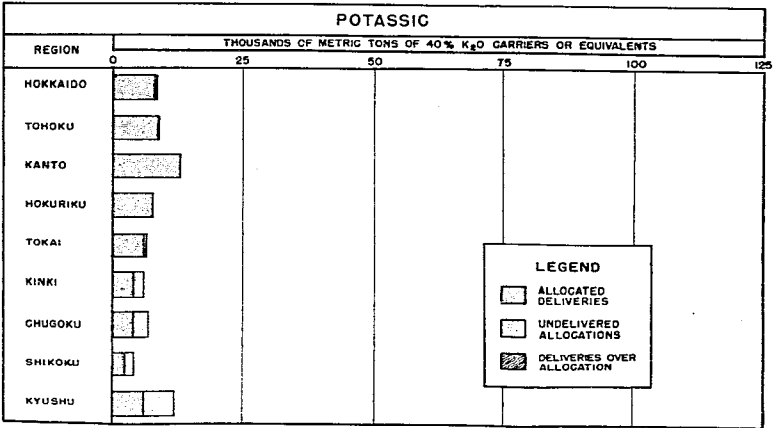 POTASSIC
REGION
THOUSANDS OF METRIC TONS OF 40% K2O CARRIERS OR EQUIVALENTS
0 25 50 75 100 125
HOKKAIDO
TOHOKU
KANTO
HOKURIKU
TOKAI
KINKI
CHUGOKU
SHIKOKU
KYUSHU
LEGEND
ALLOCATED
DELIVERIES
UNDELIVERED
ALLOCATIONS
DELIVERIES OVER
ALLOCATION